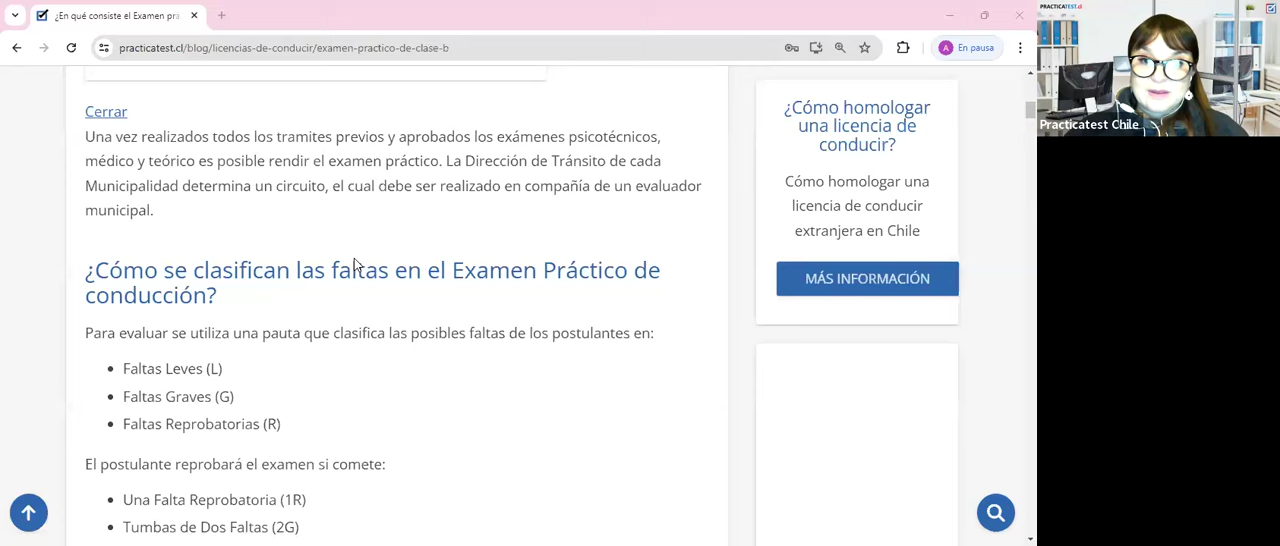 ¿En qué consiste el Examen pra
practicatest.cl/blog/licencias-de-conducir/examen-practico-de-clase-b
A
En pausa
PRACTICATEST.cl
Practicatest Chile
Cerrar
Una vez realizados todos los tramites previos y aprobados los exámenes psicotécnicos,
médico y teórico es posible rendir el examen práctico. La Dirección de Tránsito de cada
Municipalidad determina un circuito, el cual debe ser realizado en compañía de un evaluador
municipal.
¿Cómo se clasifican las faltas en el Examen Práctico de
conducción?
Para evaluar se utiliza una pauta que clasifica las posibles faltas de los postulantes en:
Faltas Leves (L)
Faltas Graves (G)
Faltas Reprobatorias (R)
El postulante reprobará el examen si comete:
Una Falta Reprobatoria (1R)
Tumbas de Dos Faltas (2G)
¿Cómo homologar
una licencia de
conducir?
Cómo homologar una
licencia de conducir
extranjera en Chile
MÁS INFORMACIÓN